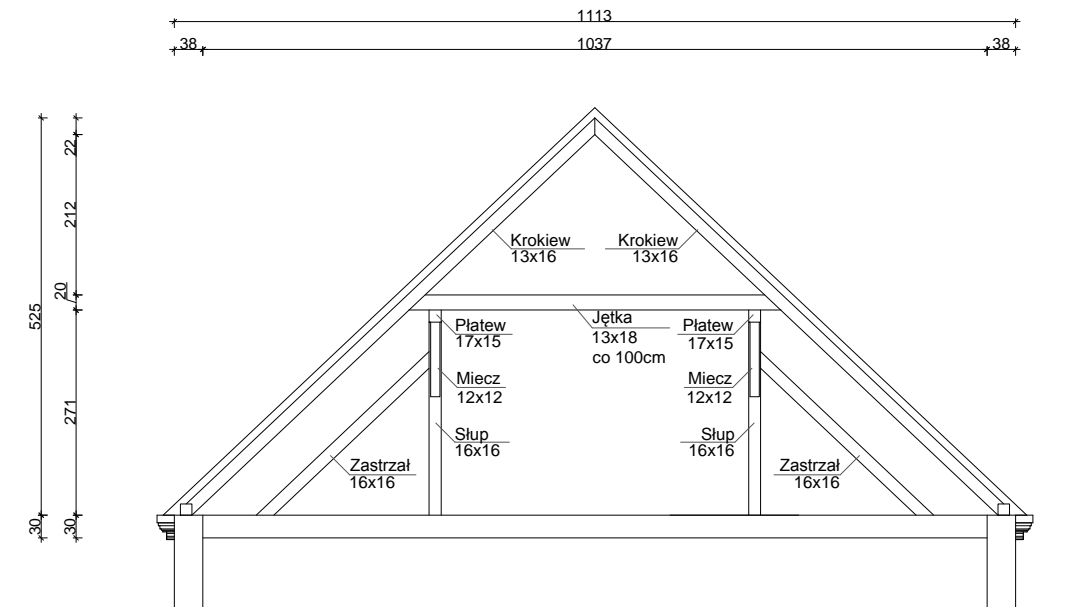 1113
38
1037
38
22
212
20
525
271
30
30
Krokiew
13x16
Krokiew
13x16
Płatew
17x15
Jętka
13x18
co 100cm
Płatew
17x15
Miecz
12x12
Miecz
12x12
Słup
16x16
Słup
16x16
Zastrzał
16x16
Zastrzał
16x16